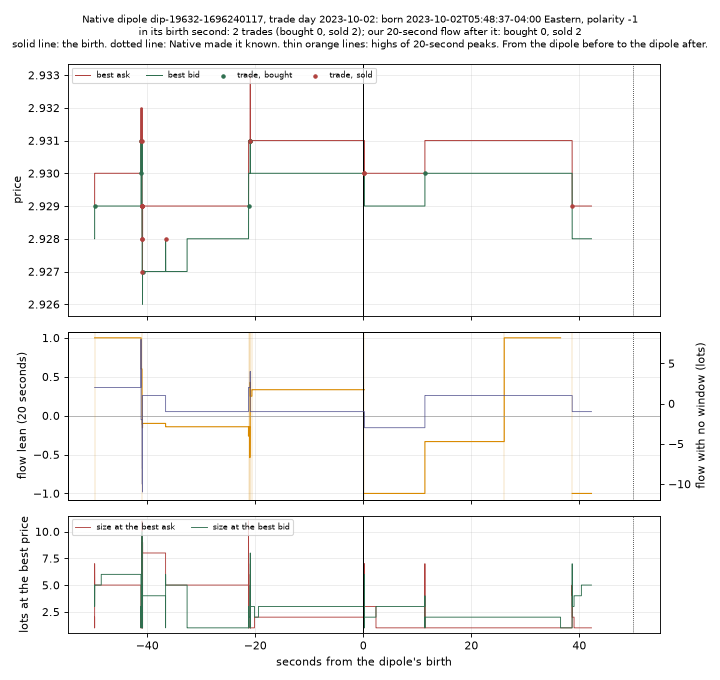 Native dipole dip-19632-1696240117, trade day 2023-10-02: born 2023-10-02T05:48:37-04:00 Eastern, polarity -1
in its birth second: 2 trades (bought 0, sold 2); our 20-second flow after it: bought 0, sold 2
solid line: the birth. dotted line: Native made it known. thin orange lines: highs of 20-second peaks. From the dipole before to the dipole after.
best ask best bid trade, bought trade, sold
2.933
2.932
2.931
2.930
2.929
2.928
2.927
2.926
price
1.0
0.5
0.0
−0.5
−1.0
flow lean (20 seconds)
5
0
−5
−10
flow with no window (lots)
size at the best ask size at the best bid
10.0
7.5
5.0
2.5
lots at the best price
−40 −20 0 20 40
seconds from the dipole's birth